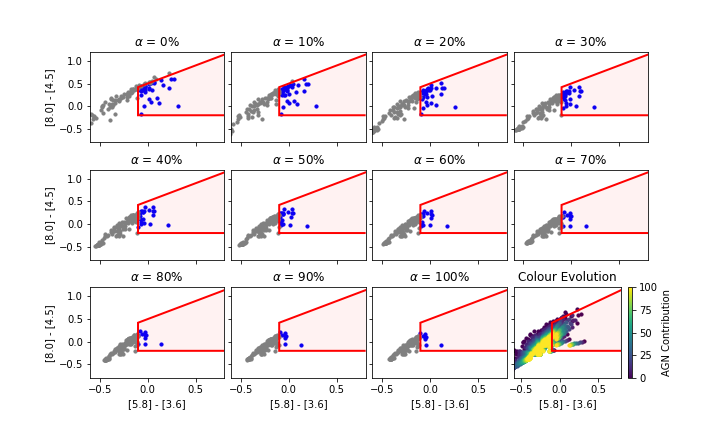 α = 0%
α = 10%
α = 20%
α = 30%
1.0
0.5
0.0
−0.5
[8.0] - [4.5]
α = 40%
α = 50%
α = 60%
α = 70%
1.0
0.5
0.0
−0.5
[8.0] - [4.5]
α = 80%
α = 90%
α = 100%
Colour Evolution
1.0
0.5
0.0
−0.5
[8.0] - [4.5]
100
75
50
25
0
AGN Contribution
−0.5 0.0 0.5
−0.5 0.0 0.5
−0.5 0.0 0.5
−0.5 0.0 0.5
[5.8] - [3.6]
[5.8] - [3.6]
[5.8] - [3.6]
[5.8] - [3.6]